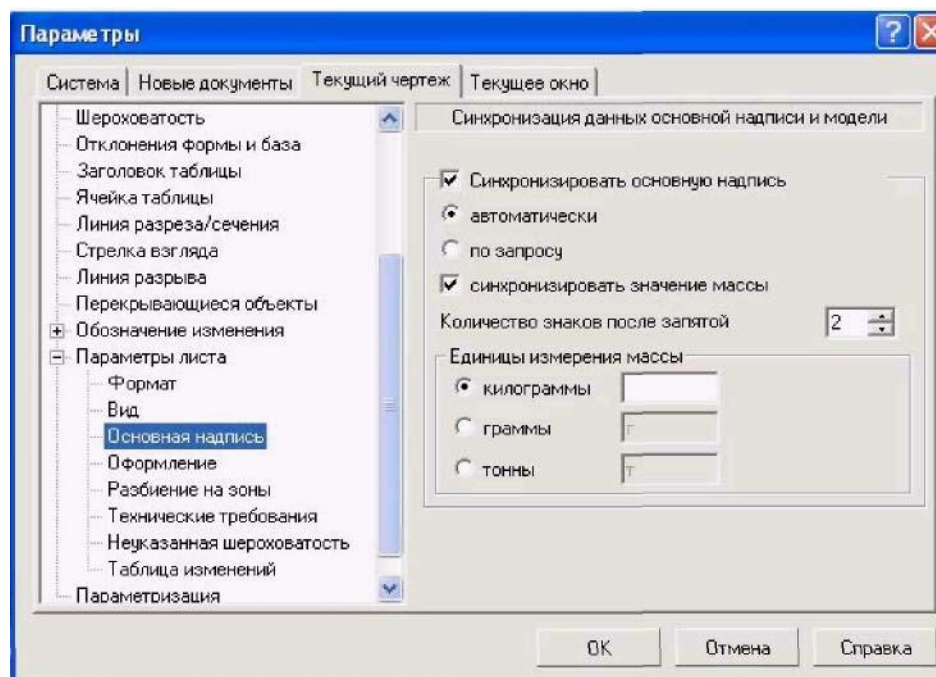 Параметры
Система
Новые документы
Текущий чертеж
Текущее окно
Шероховатость
Отклонения формы и база
Заголовок таблицы
Ячейка таблицы
Линия разреза/сечения
Стрелка взгляда
Линия разрыва
Перекрывающиеся объекты
Обозначение изменения
Параметры листа
Формат
Вид
Основная надпись
Оформление
Разбиение на зоны
Технические требования
Неуказанная шероховатость
Таблица изменений
Параметризация
Синхронизация данных основной надписи и модели
Синхронизировать основную надпись
автоматически
по запросу
синхронизировать значение массы
Количество знаков после запятой 2
Единицы измерения массы
килограммы
граммы г
тонны т
OK
Отмена
Справка